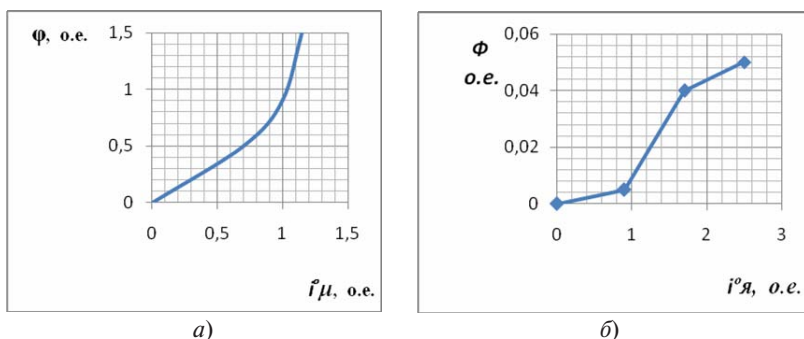 φ, о.е.
1,5
1
0,5
0
0
0,5
1
1,5
i°μ, о.е.
а)
Φ
о.е.
0,06
0,04
0,02
0
0
1
2
3
i°я, о.е.
б)